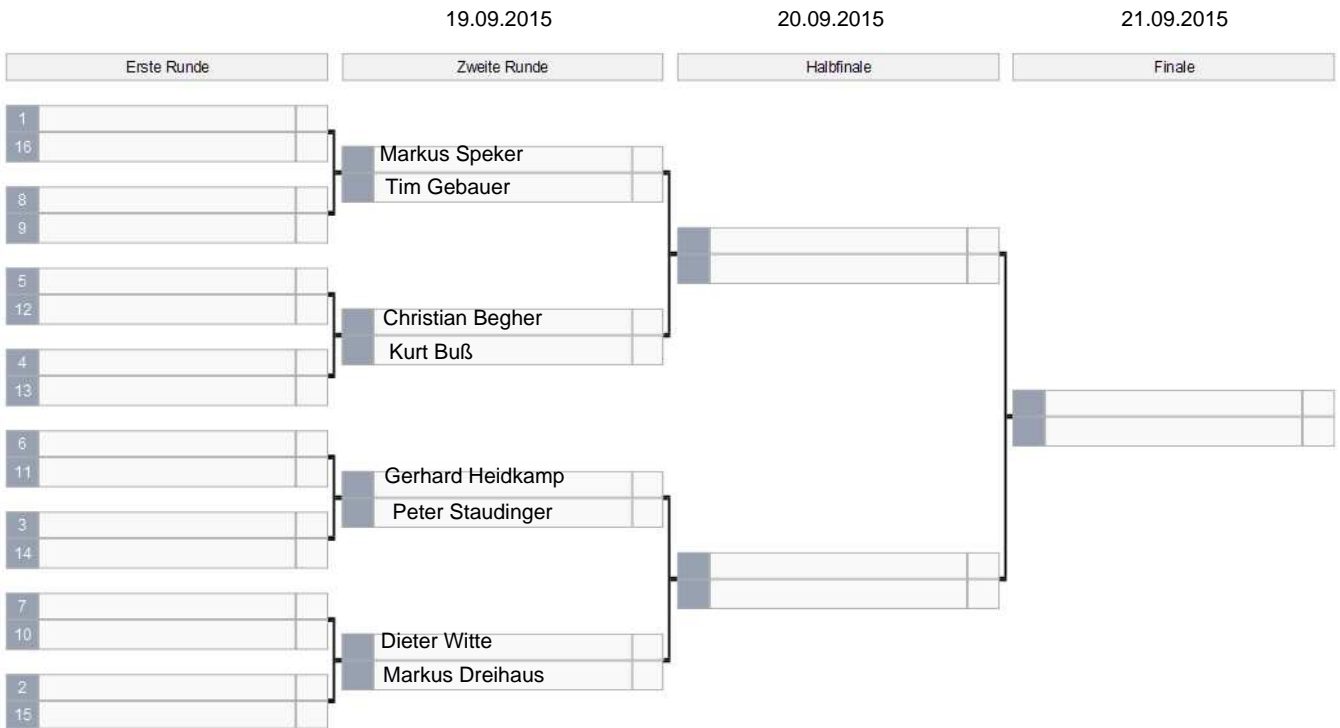 19.09.2015 20.09.2015 21.09.2015
Erste Runde Zweite Runde Halbfinale Finale
1
16
Markus Speker
Tim Gebauer
8
9
5
12
Christian Begher
Kurt Buß
4
13
6
11
Gerhard Heidkamp
Peter Staudinger
3
14
7
10
Dieter Witte
Markus Dreihaus
2
15